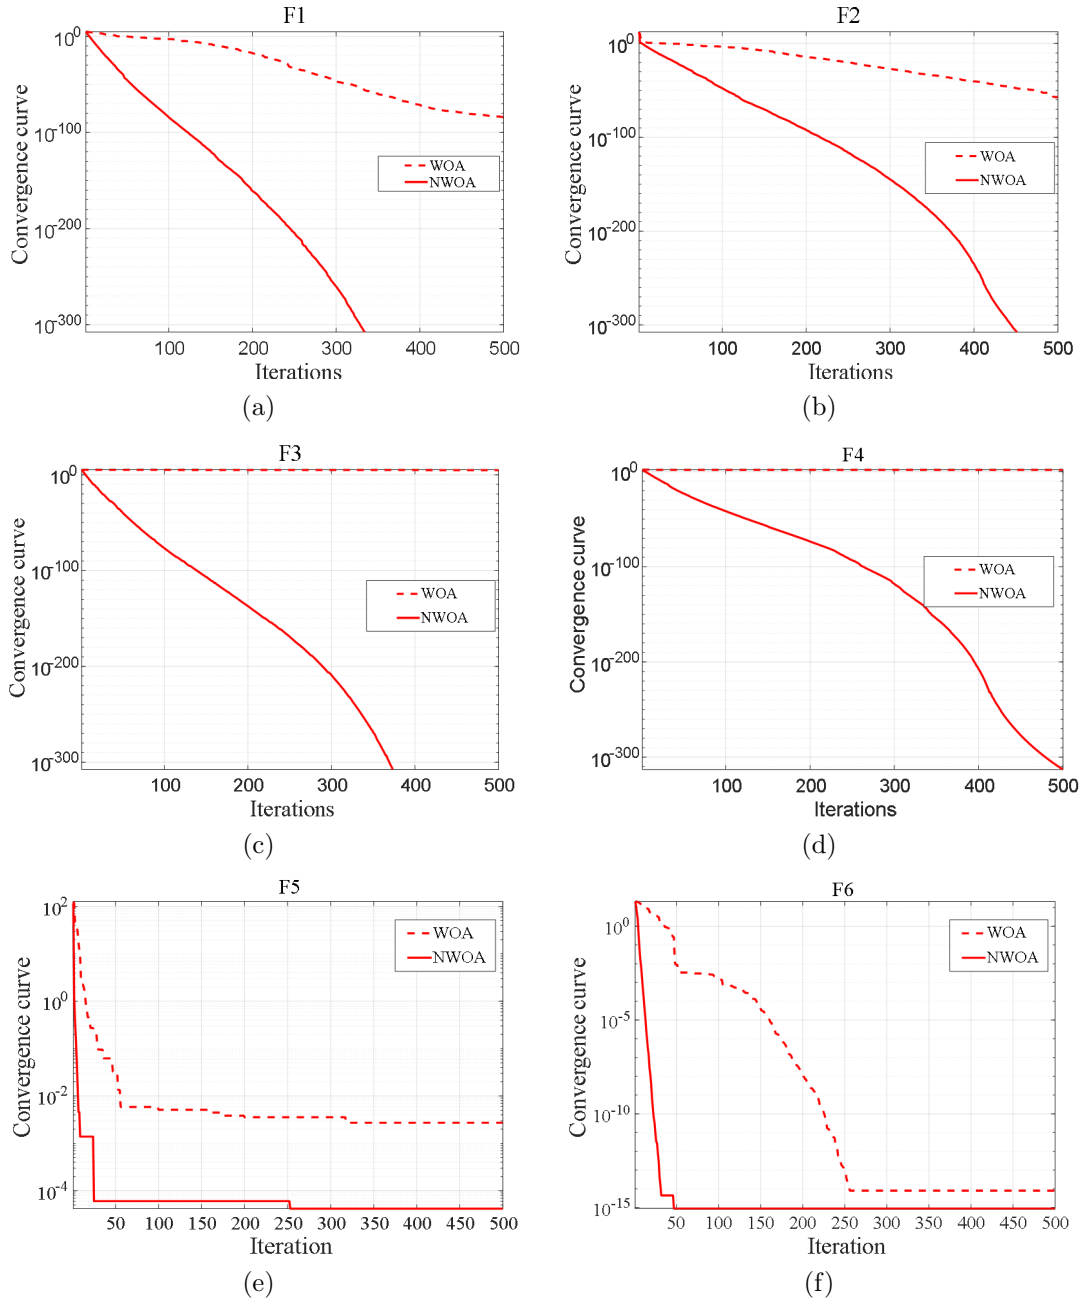 F1
Convergence curve
10^0
10^-100
10^-200
10^-300
WOA
NWOA
100 200 300 400 500
Iterations
(a)
F2
Convergence curve
10^0
10^-100
10^-200
10^-300
WOA
NWOA
100 200 300 400 500
Iterations
(b)
F3
Convergence curve
10^0
10^-100
10^-200
10^-300
WOA
NWOA
100 200 300 400 500
Iterations
(c)
F4
Convergence curve
10^0
10^-100
10^-200
10^-300
WOA
NWOA
100 200 300 400 500
Iterations
(d)
F5
Convergence curve
10^2
10^0
10^-2
10^-4
WOA
NWOA
50 100 150 200 250 300 350 400 450 500
Iteration
(e)
F6
Convergence curve
10^0
10^-5
10^-10
10^-15
WOA
NWOA
50 100 150 200 250 300 350 400 450 500
Iteration
(f)